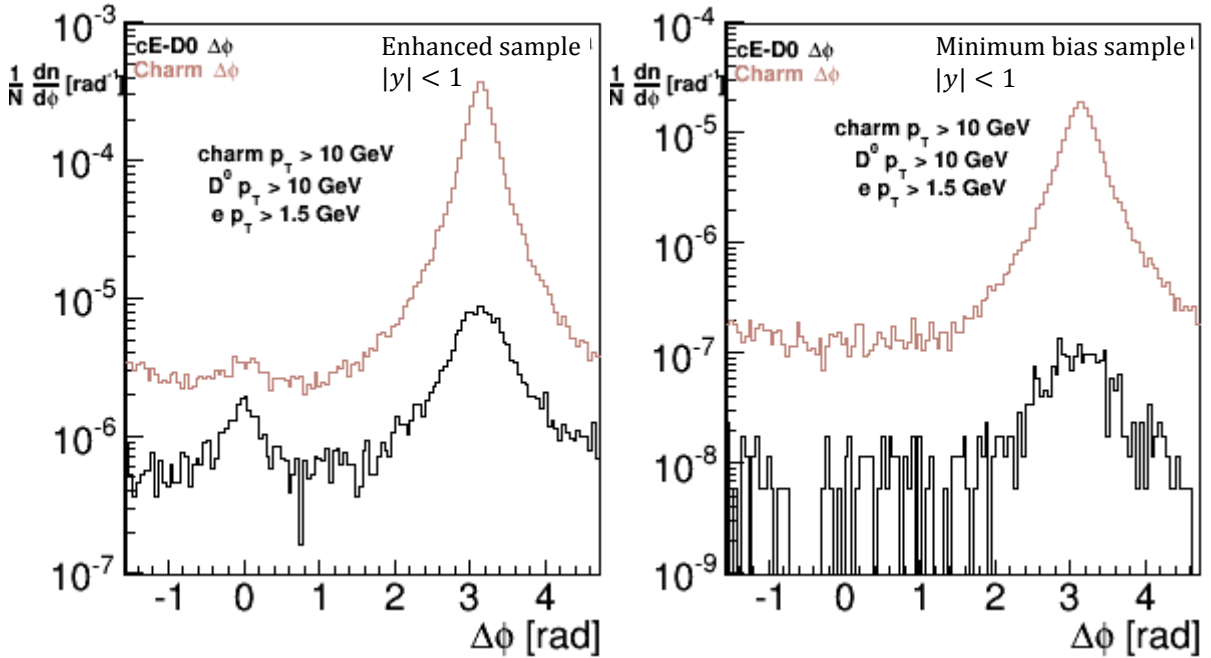 10⁻³
cE-D0 Δϕ
Charm Δϕ
Enhanced sample
|y| < 1
1/N dn/dϕ [rad⁻¹]
charm p_T > 10 GeV
D⁰ p_T > 10 GeV
e p_T > 1.5 GeV
10⁻⁴
10⁻⁵
10⁻⁶
10⁻⁷
-1 0 1 2 3 4
Δϕ [rad]
10⁻⁴
cE-D0 Δϕ
Charm Δϕ
Minimum bias sample
|y| < 1
1/N dn/dϕ [rad⁻¹]
charm p_T > 10 GeV
D⁰ p_T > 10 GeV
e p_T > 1.5 GeV
10⁻⁵
10⁻⁶
10⁻⁷
10⁻⁸
10⁻⁹
-1 0 1 2 3 4
Δϕ [rad]